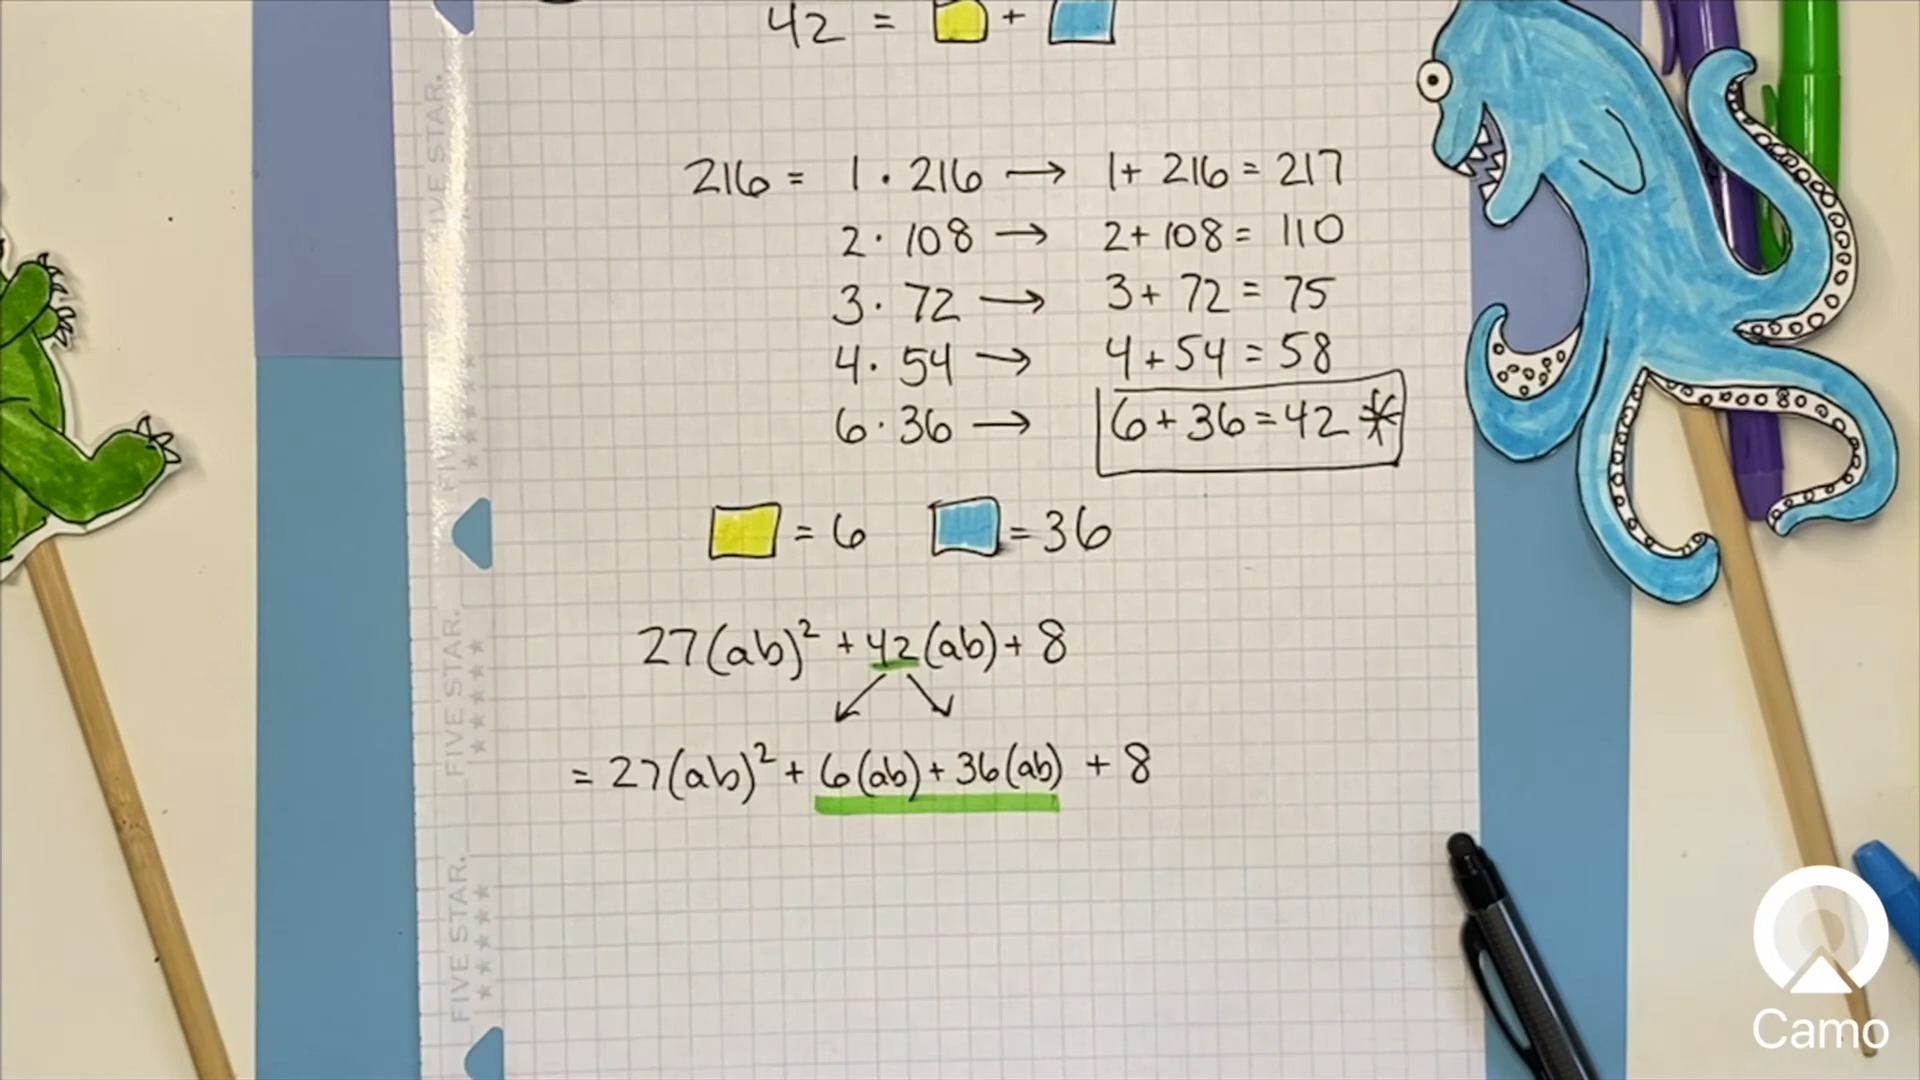 42 = +
216 = 1 · 216 → 1 + 216 = 217
2 · 108 → 2 + 108 = 110
3 · 72 → 3 + 72 = 75
4 · 54 → 4 + 54 = 58
6 · 36 → 6 + 36 = 42 *
= 6 = 36
27(ab)² + 42(ab) + 8
= 27(ab)² + 6(ab) + 36(ab) + 8
FIVE STAR.
FIVE STAR.
FIVE STAR.
Camo